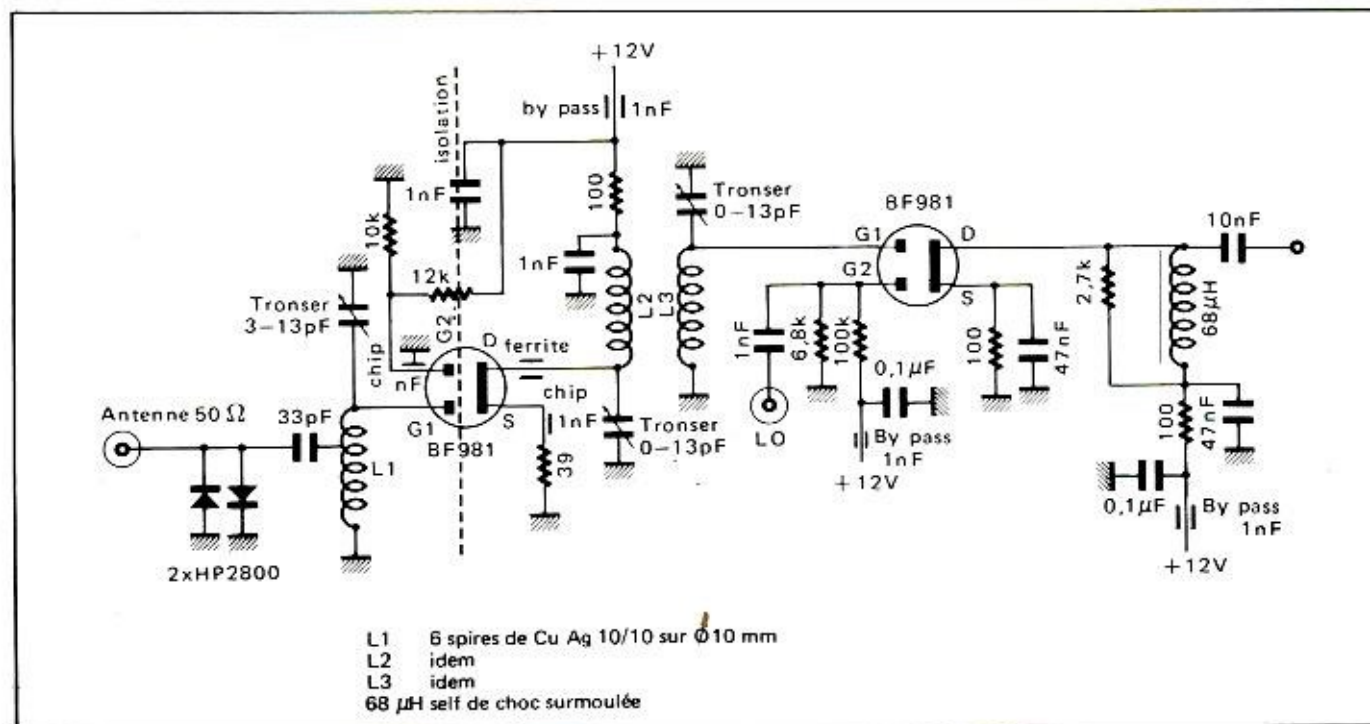 +12V
by pass 1nF
isolation
1nF
10k
100
Tronser
0-13pF
BF981
10nF
12k
1nF
G1
D
G2
S
2,7k
68µH
Tronser
3-13pF
G2
L2
L3
chip
nF
D
ferrite
chip
1nF
6,8k
100k
100
47nF
0,1µF
Antenne 50 Ω
33pF
G1
BF981
S
1nF
Tronser
0-13pF
LO
By pass
1nF
100
47nF
L1
39
+12V
0,1µF
By pass
1nF
2xHP2800
+12V
L1 6 spires de Cu Ag 10/10 sur Ø10 mm
L2 idem
L3 idem
68 µH self de choc surmoulée